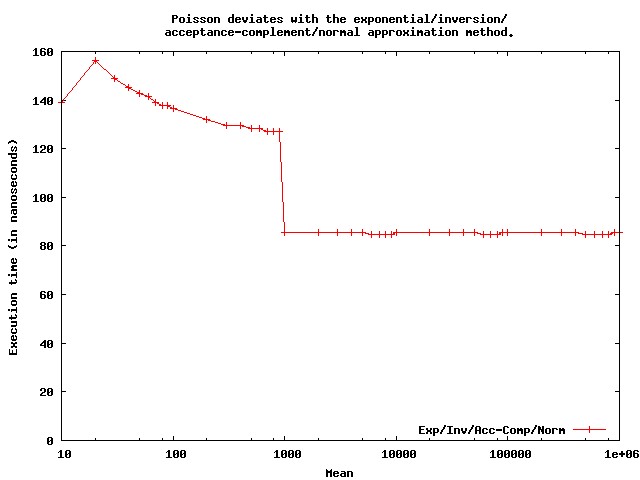 Poisson deviates with the exponential/inversion/
acceptance-complement/normal approximation method.
160
140
120
100
80
60
40
20
0
Execution time (in nanoseconds)
Exp/Inv/Acc-Comp/Norm
10 100 1000 10000 100000 1e+06
Mean